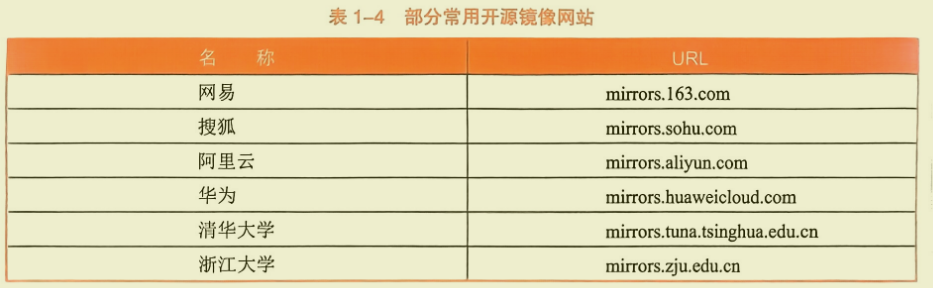 表 1–4 部分常用开源镜像网站
名 称 URL
网易 mirrors.163.com
搜狐 mirrors.sohu.com
阿里云 mirrors.aliyun.com
华为 mirrors.huaweicloud.com
清华大学 mirrors.tuna.tsinghua.edu.cn
浙江大学 mirrors.zju.edu.cn